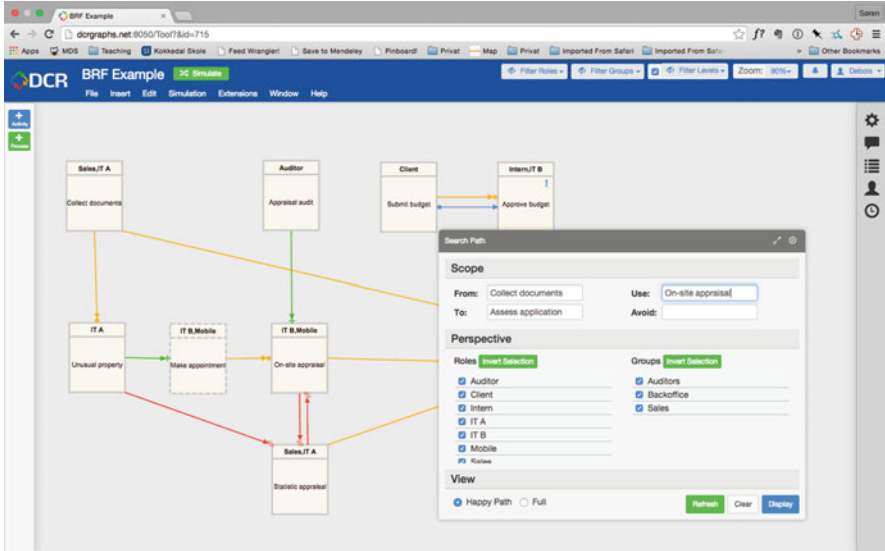 BRF Example
Søren
dcrgraphs.net:8050/Tool?&id=715
Apps MDS Teaching Kokkedal Skole Feed Wrangler! Save to Mendeley Pinboard! Privat Map Privat Imported From Safari Imported From Safa Other Bookmarks
DCR BRF Example Simulate Filter Roles Filter Groups Filter Levels Zoom: 80% Debois
File Insert Edit Simulation Extensions Window Help
Activity
Process
Sales,IT A Auditor Client Intern,IT B
!
Collect documents Appraisal audit Submit budget Approve budget
Search Path
Scope
From: Collect documents Use: On-site appraisal
To: Assess application Avoid:
IT A IT B,Mobile IT B,Mobile
Perspective
Unusual property Make appointment On-site appraisal
Roles Invert Selection Groups Invert Selection
Auditor Auditors
Client Backoffice
Intern Sales
IT A
IT B
Mobile
Sales
Sales,IT A
Statistic appraisal
View
Happy Path Full Refresh Clear Display